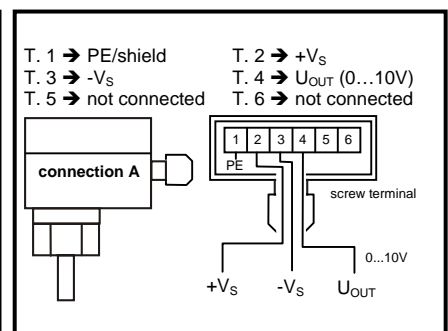 T. 1 ➔ PE/shield T. 2 ➔ +VS
T. 3 ➔ -VS T. 4 ➔ UOUT (0...10V)
T. 5 ➔ not connected T. 6 ➔ not connected
1 2 3 4 5 6
PE
connection A
screw terminal
0...10V
+VS -VS UOUT